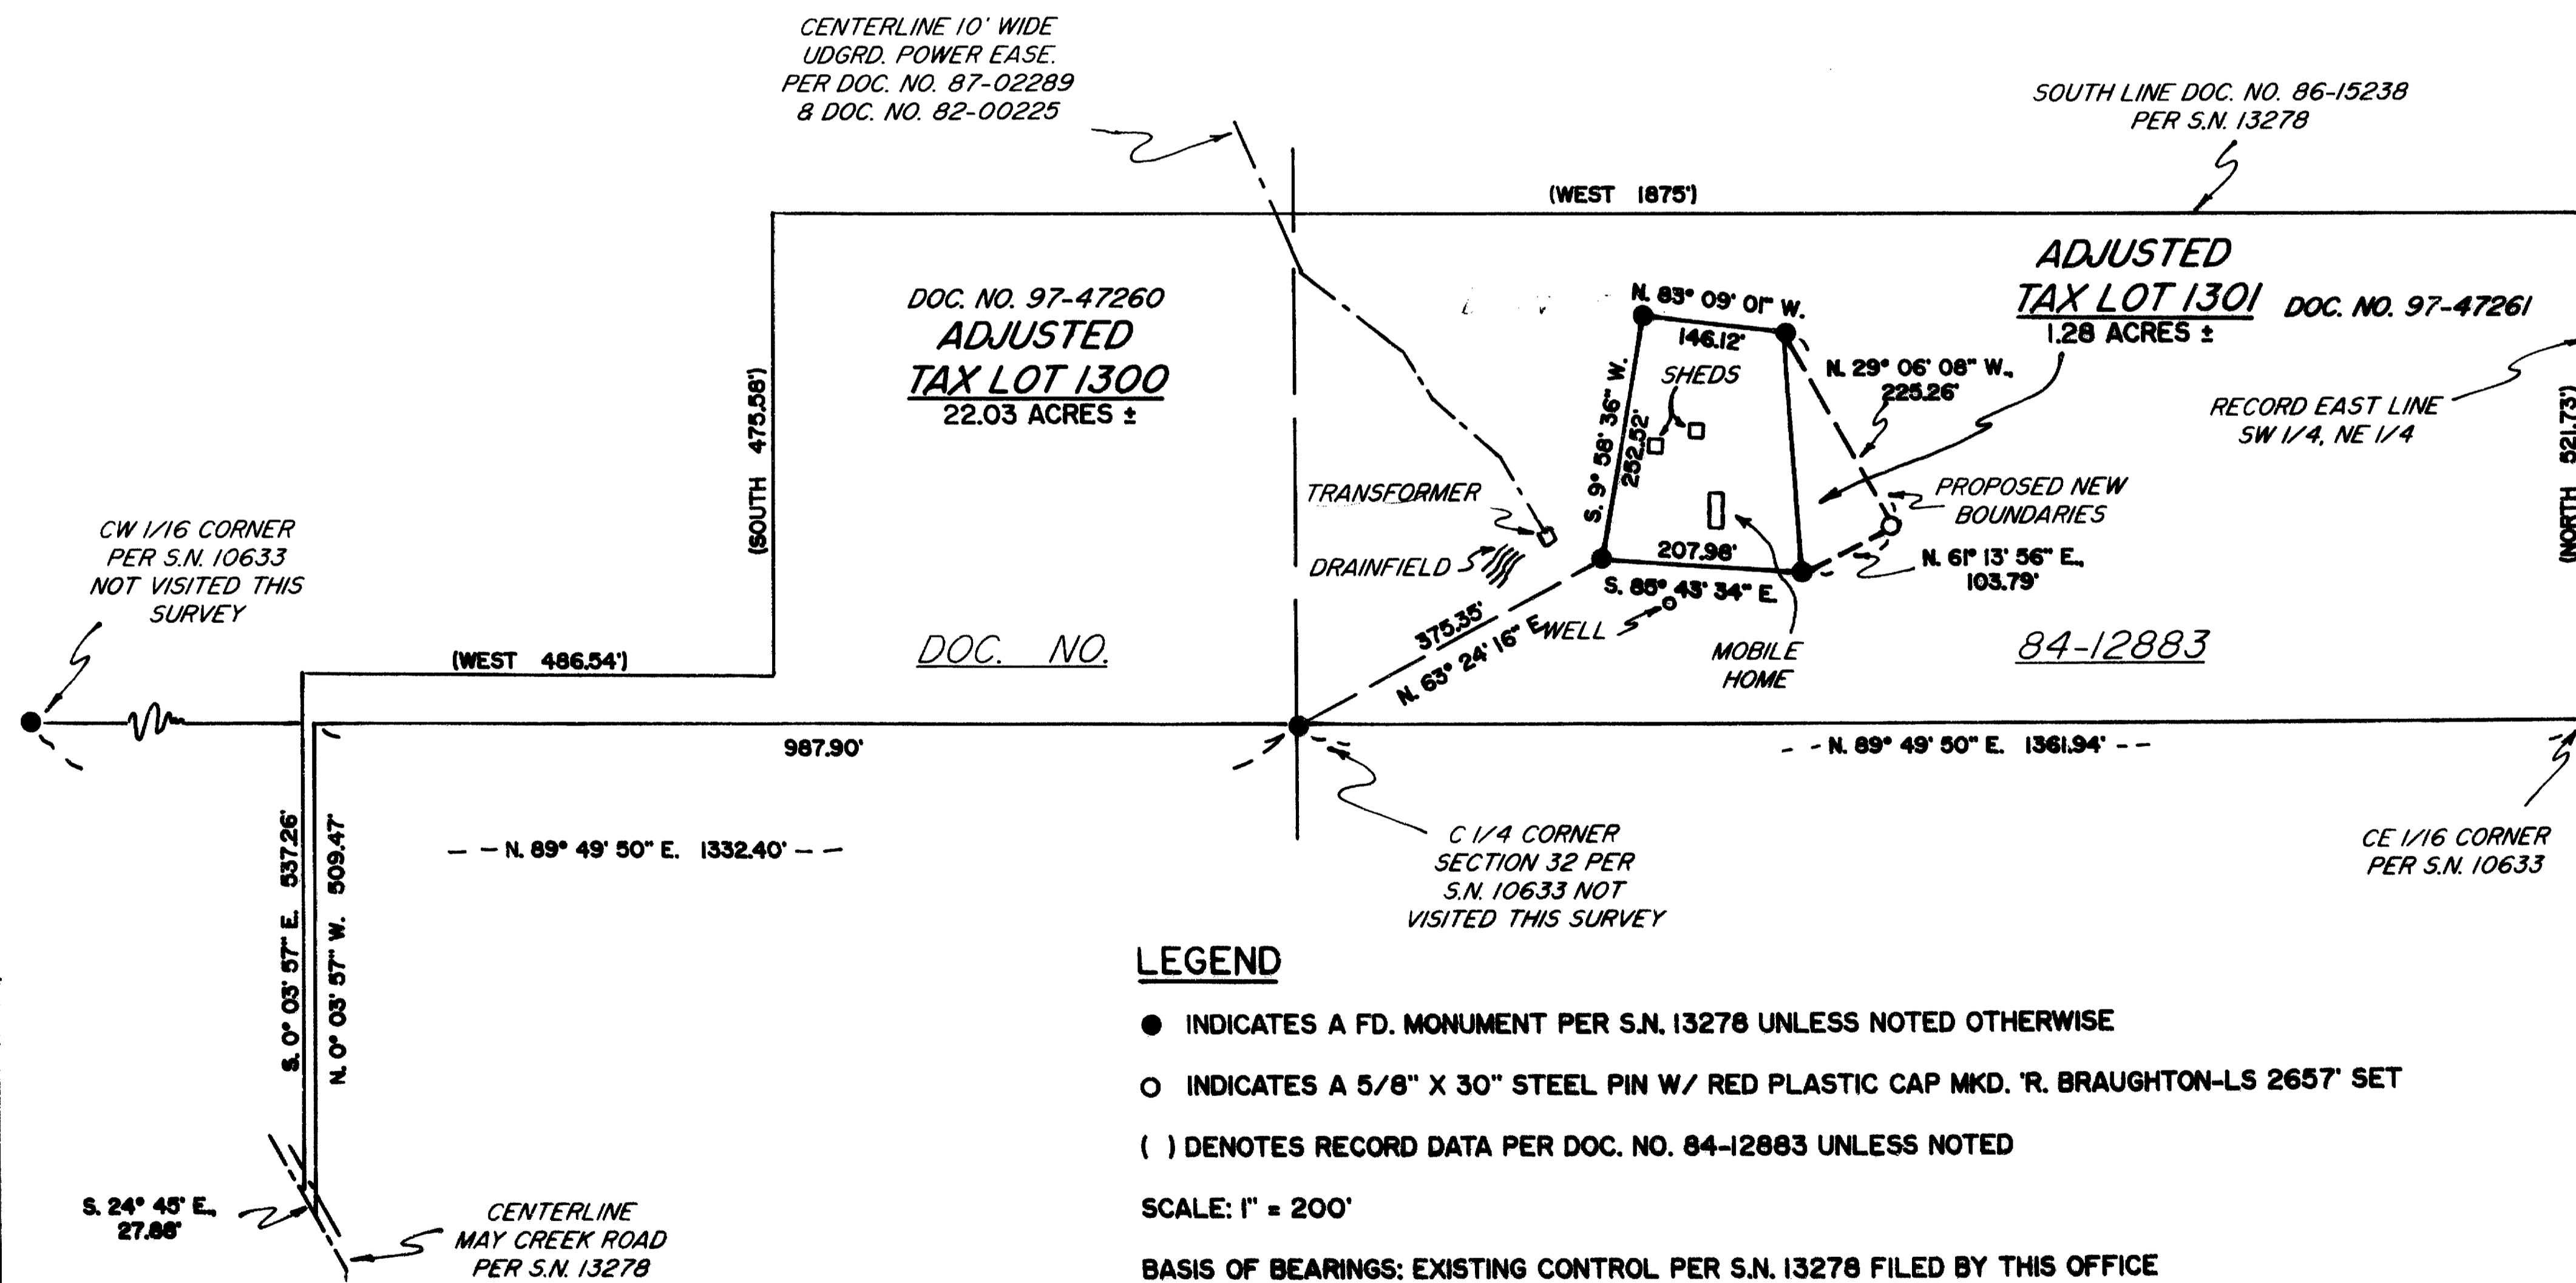 CENTERLINE 10' WIDE
UDGRD. POWER EASE.
PER DOC. NO. 87-02289
& DOC. NO. 82-00225
SOUTH LINE DOC. NO. 86-15238
PER S.N. 13278
(WEST 1875')
DOC. NO. 97-47260
ADJUSTED
TAX LOT 1300
22.03 ACRES ±
(SOUTH 475.58')
ADJUSTED
TAX LOT 1301 DOC. NO. 97-47261
1.28 ACRES ±
N. 83° 09' 01" W.
146.12'
SHEDS
S. 9° 58' 36" W.
252.52'
N. 29° 06' 08" W.,
225.26'
RECORD EAST LINE
SW 1/4, NE 1/4
(NORTH 521.73')
TRANSFORMER
DRAINFIELD
PROPOSED NEW
BOUNDARIES
207.98'
S. 85° 43' 34" E.
N. 61° 13' 56" E.,
103.79'
375.35'
N. 63° 24' 16" E.
WELL
MOBILE
HOME
CW 1/16 CORNER
PER S.N. 10633
NOT VISITED THIS
SURVEY
(WEST 486.54')
DOC. NO.
84-12883
987.90'
- - N. 89° 49' 50" E. 1361.94' - -
S. 0° 03' 57" E. 537.26'
N. 0° 03' 57" W. 509.47'
- - N. 89° 49' 50" E. 1332.40' - -
C 1/4 CORNER
SECTION 32 PER
S.N. 10633 NOT
VISITED THIS SURVEY
CE 1/16 CORNER
PER S.N. 10633
S. 24° 45' E.,
27.86'
CENTERLINE
MAY CREEK ROAD
PER S.N. 13278
LEGEND
INDICATES A FD. MONUMENT PER S.N. 13278 UNLESS NOTED OTHERWISE
INDICATES A 5/8" X 30" STEEL PIN W/ RED PLASTIC CAP MKD. 'R. BRAUGHTON-LS 2657' SET
( ) DENOTES RECORD DATA PER DOC. NO. 84-12883 UNLESS NOTED
SCALE: 1" = 200'
BASIS OF BEARINGS: EXISTING CONTROL PER S.N. 13278 FILED BY THIS OFFICE